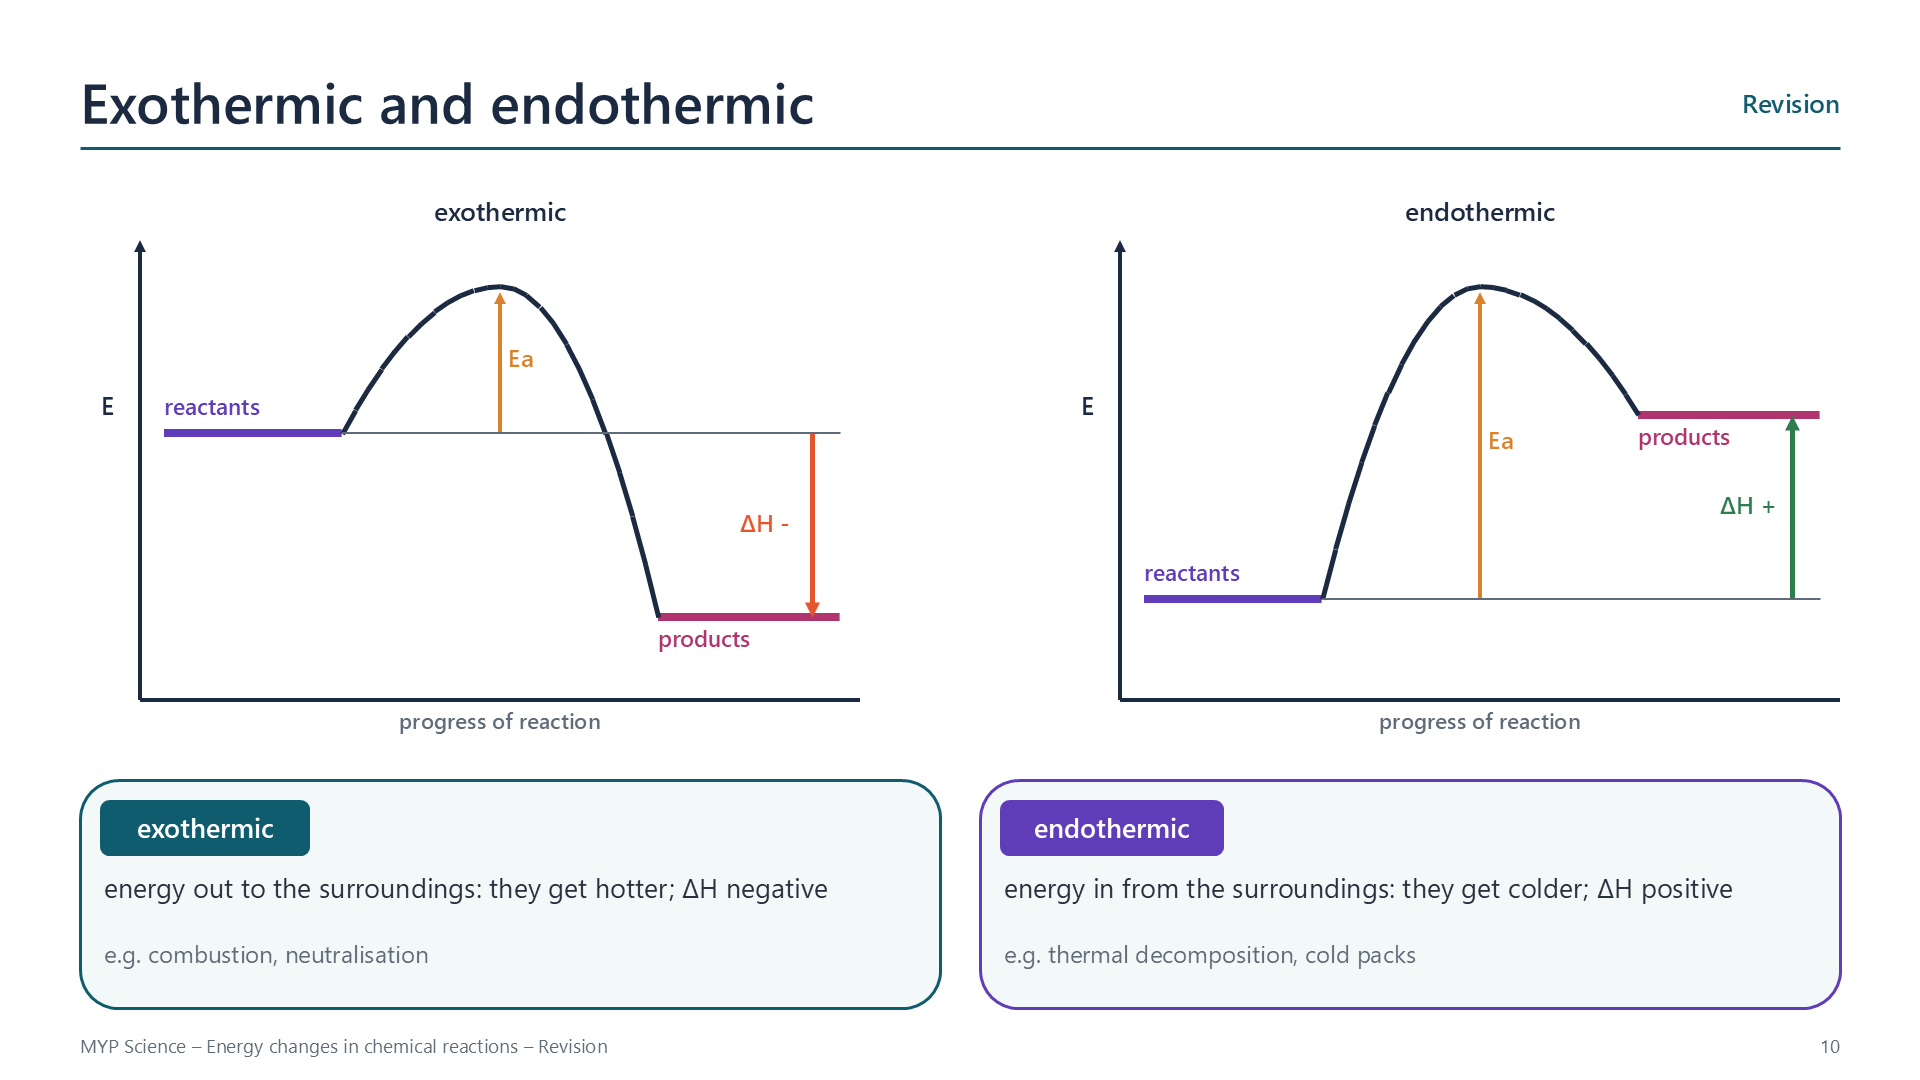 Exothermic and endothermic
Revision
exothermic
E
reactants
Ea
ΔH -
products
progress of reaction
endothermic
E
reactants
Ea
products
ΔH +
progress of reaction
exothermic
energy out to the surroundings: they get hotter; ΔH negative
e.g. combustion, neutralisation
endothermic
energy in from the surroundings: they get colder; ΔH positive
e.g. thermal decomposition, cold packs
MYP Science – Energy changes in chemical reactions – Revision
10